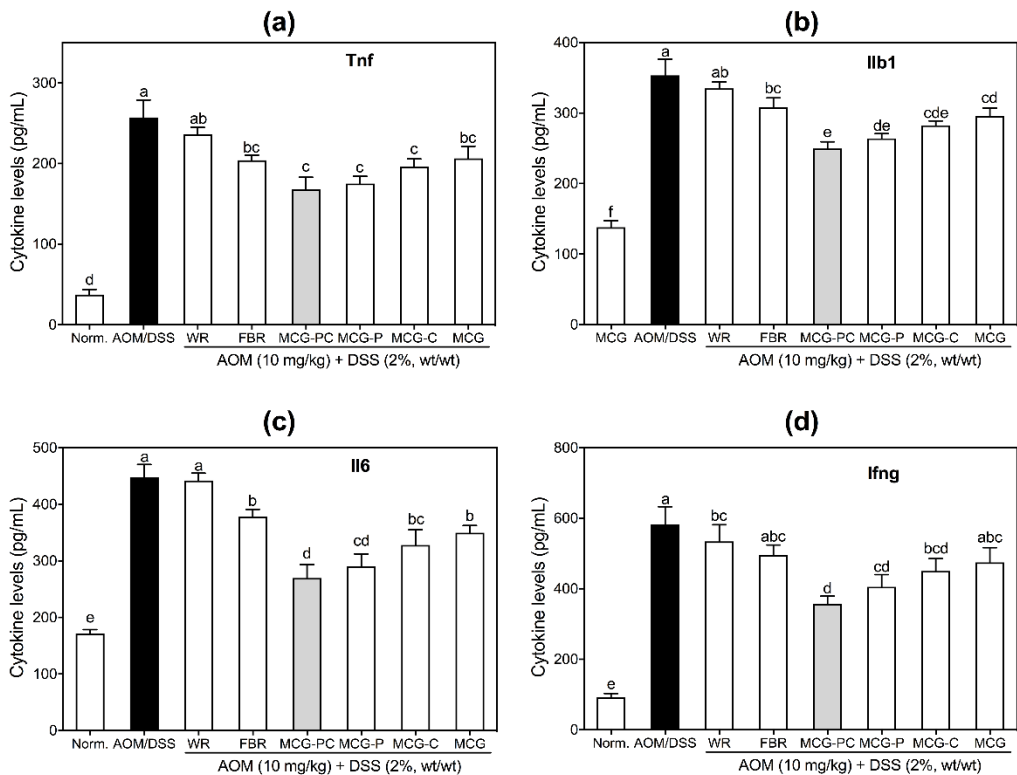 (a)
Tnf
Cytokine levels (pg/mL)
300
200
100
0
a
ab
bc
c
c
c
bc
d
Norm. AOM/DSS WR FBR MCG-PC MCG-P MCG-C MCG
AOM (10 mg/kg) + DSS (2%, wt/wt)
(b)
Ilb1
Cytokine levels (pg/mL)
400
300
200
100
0
f
a
ab
bc
e
de
cde
cd
MCG AOM/DSS WR FBR MCG-PC MCG-P MCG-C MCG
AOM (10 mg/kg) + DSS (2%, wt/wt)
(c)
Il6
Cytokine levels (pg/mL)
500
400
300
200
100
0
e
a
a
b
d
cd
bc
b
Norm. AOM/DSS WR FBR MCG-PC MCG-P MCG-C MCG
AOM (10 mg/kg) + DSS (2%, wt/wt)
(d)
Ifng
Cytokine levels (pg/mL)
800
600
400
200
0
e
a
bc
abc
d
cd
bcd
abc
Norm. AOM/DSS WR FBR MCG-PC MCG-P MCG-C MCG
AOM (10 mg/kg) + DSS (2%, wt/wt)